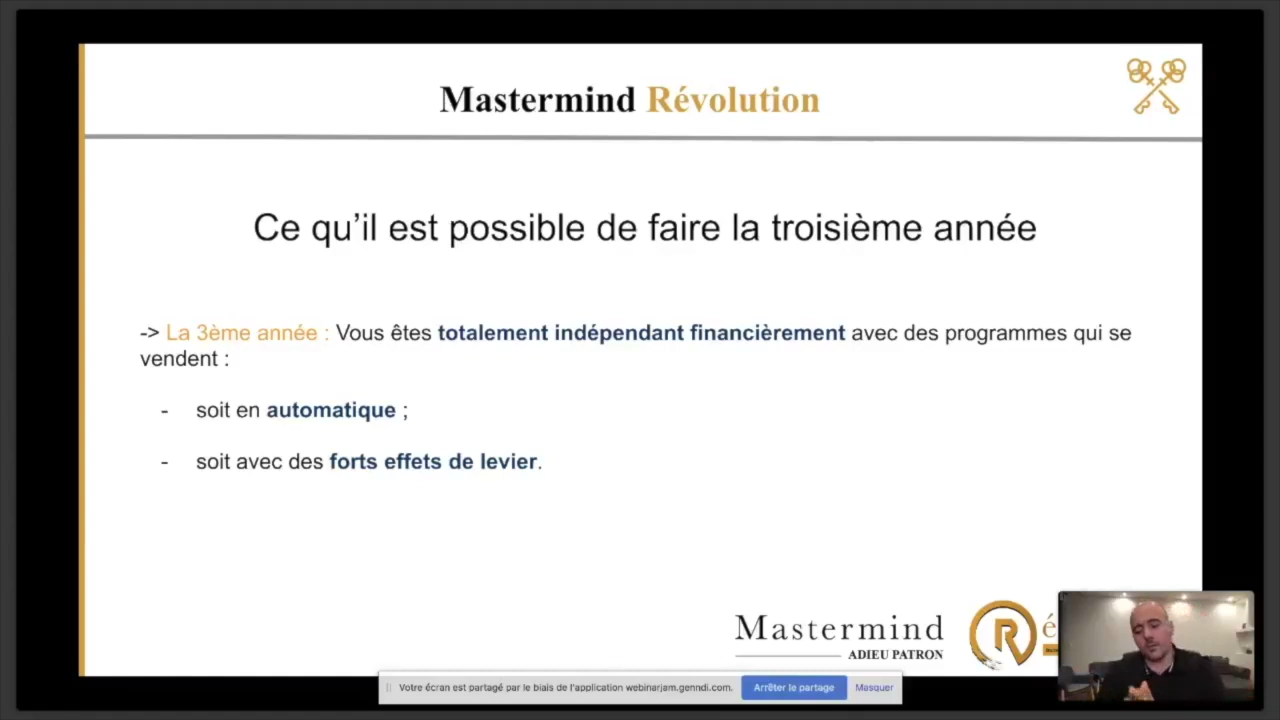 Mastermind Révolution
Ce qu'il est possible de faire la troisième année
-> La 3ème année : Vous êtes totalement indépendant financièrement avec des programmes qui se
vendent :
- soit en automatique ;
- soit avec des forts effets de levier.
Mastermind
ADIEU PATRON
R
Votre écran est partagé par le biais de l'application webinarjam.genndi.com.
Arrêter le partage
Masquer